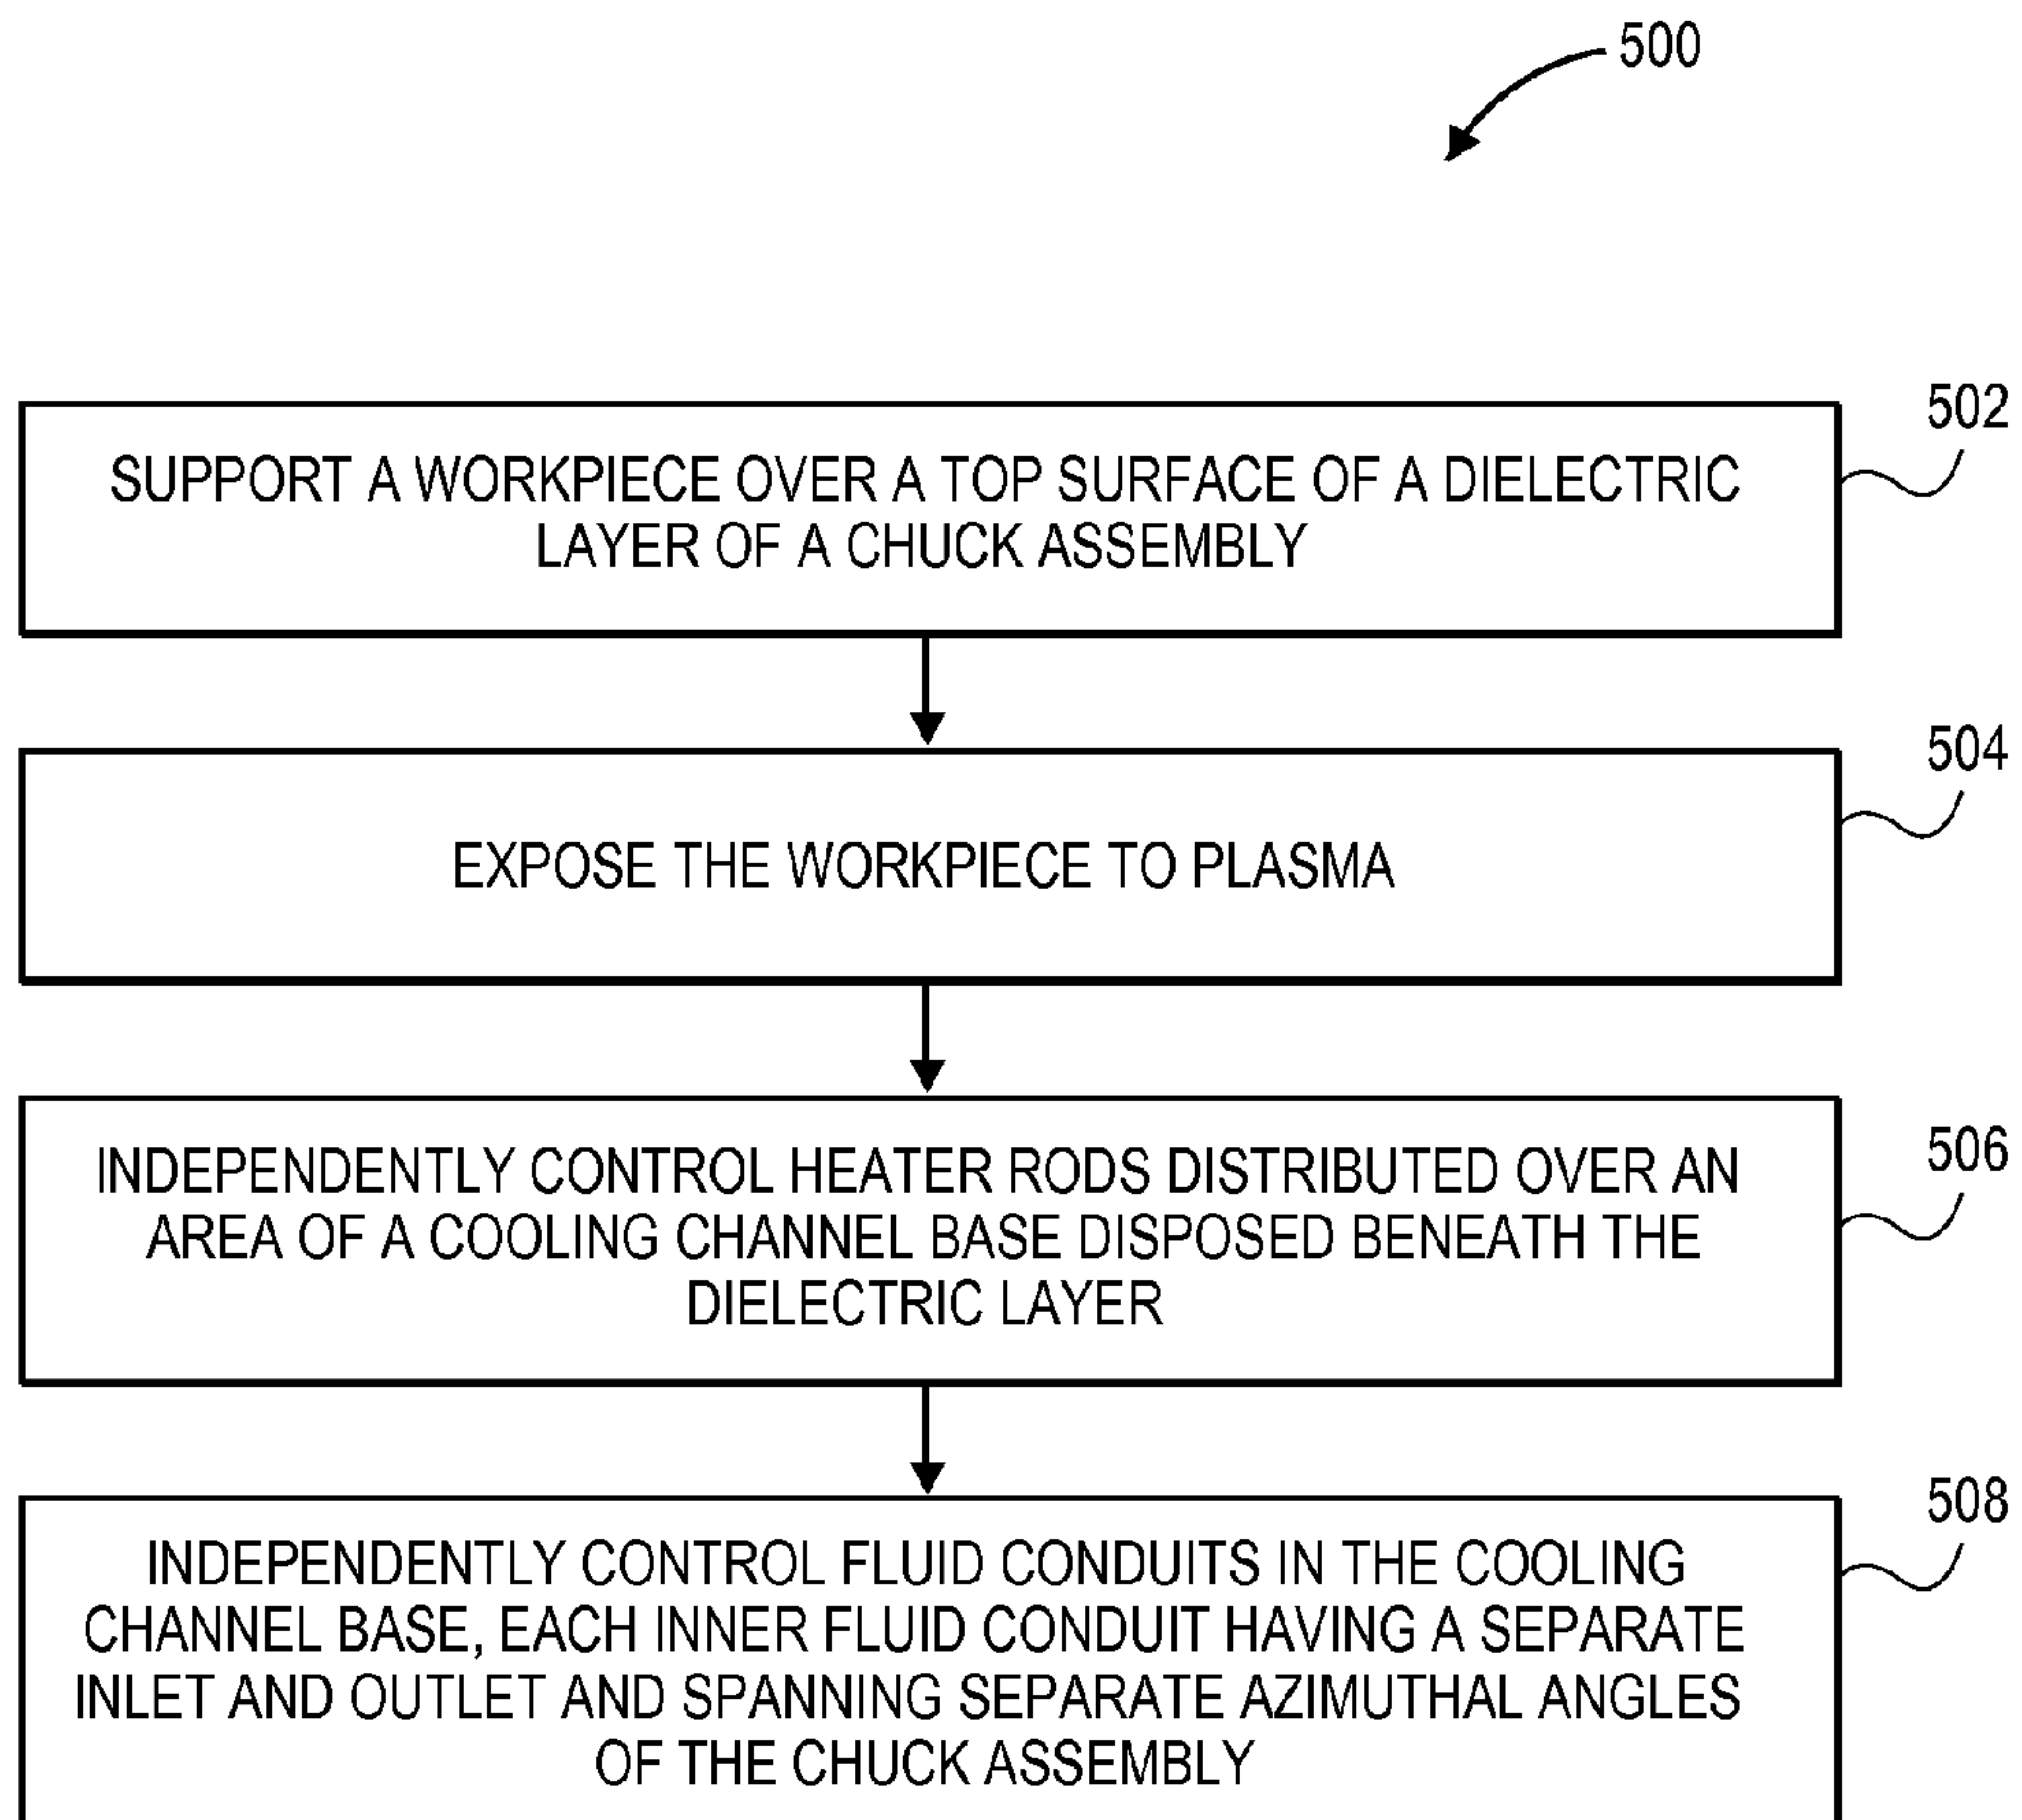 500
502
SUPPORT A WORKPIECE OVER A TOP SURFACE OF A DIELECTRIC
LAYER OF A CHUCK ASSEMBLY
504
EXPOSE THE WORKPIECE TO PLASMA
506
INDEPENDENTLY CONTROL HEATER RODS DISTRIBUTED OVER AN
AREA OF A COOLING CHANNEL BASE DISPOSED BENEATH THE
DIELECTRIC LAYER
508
INDEPENDENTLY CONTROL FLUID CONDUITS IN THE COOLING
CHANNEL BASE, EACH INNER FLUID CONDUIT HAVING A SEPARATE
INLET AND OUTLET AND SPANNING SEPARATE AZIMUTHAL ANGLES
OF THE CHUCK ASSEMBLY